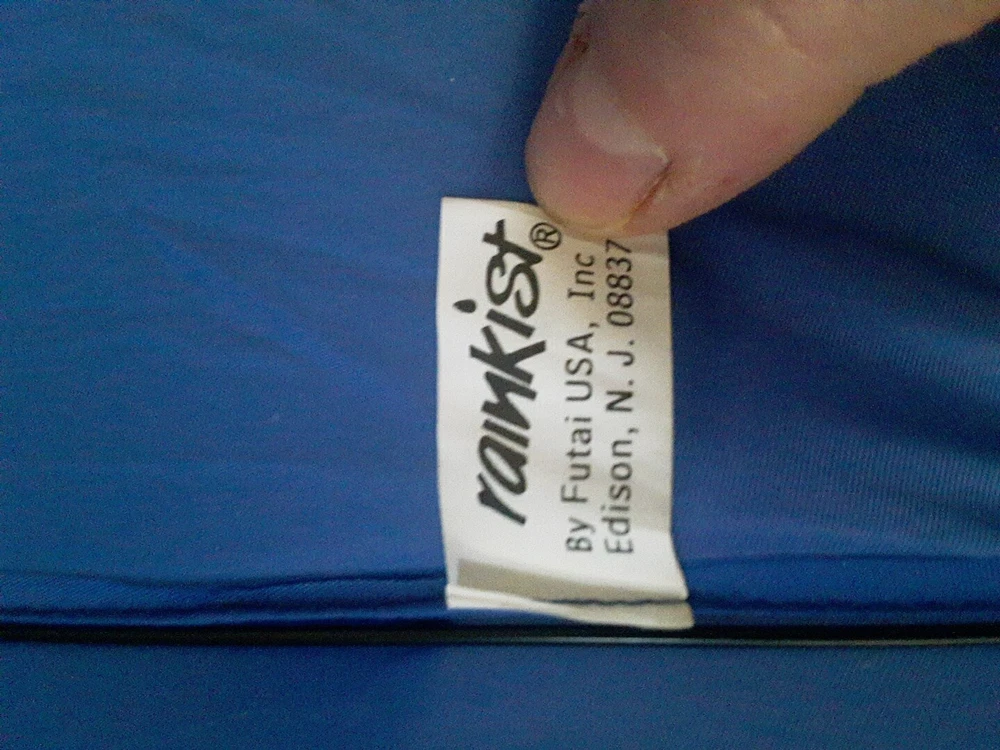 rainkist®
By Futai USA, Inc
Edison, N. J. 08837